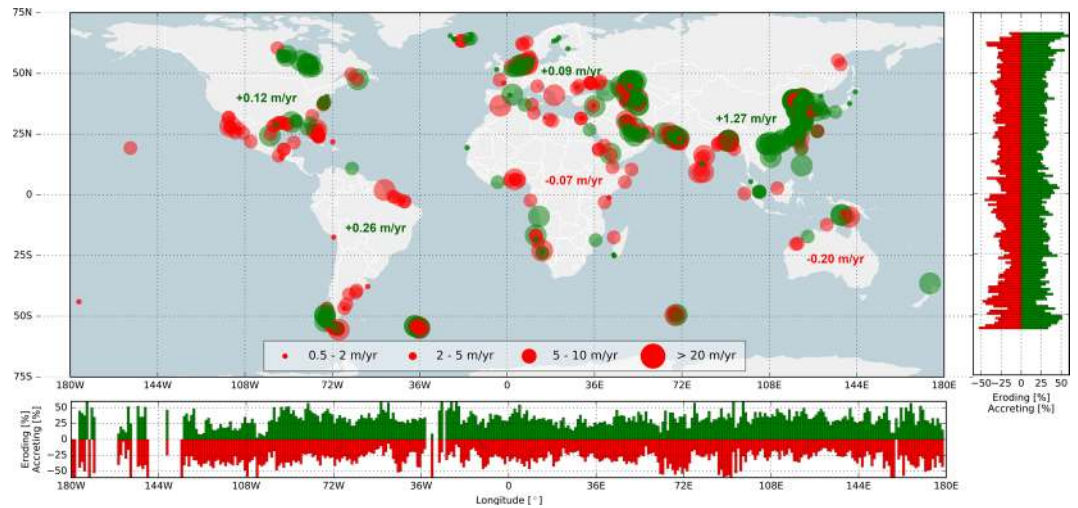 75N
50N
25N
0
25S
50S
75S
+0.12 m/yr
+0.09 m/yr
+1.27 m/yr
-0.07 m/yr
+0.26 m/yr
-0.20 m/yr
0.5 - 2 m/yr 2 - 5 m/yr 5 - 10 m/yr > 20 m/yr
180W 144W 108W 72W 36W 0 36E 72E 108E 144E 180E
−50 −25 0 25 50
Eroding [%]
Accreting [%]
Eroding [%]
Accreting [%]
50
25
0
−25
−50
180W 144W 108W 72W 36W 0 36E 72E 108E 144E 180E
Longitude [°]